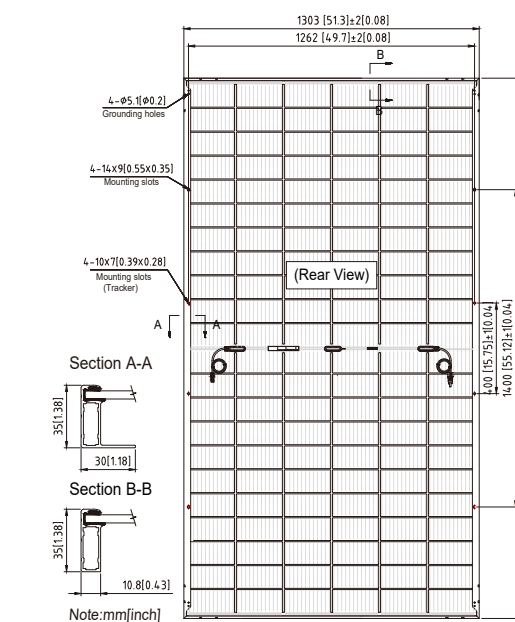 1303 [51.3]±2[0.08]
1262 [49.7]±2[0.08]
B
B
4-Φ5.1[Φ0.2]
Grounding holes
4-14x9[0.55x0.35]
Mounting slots
4-10x7[0.39x0.28]
Mounting slots
(Tracker)
(Rear View)
A
A
400 [15.75]±1[0.04
1400 [55.12]±1[0.04]
Section A-A
35[1.38]
30[1.18]
Section B-B
35[1.38]
10.8[0.43]
Note:mm[inch]